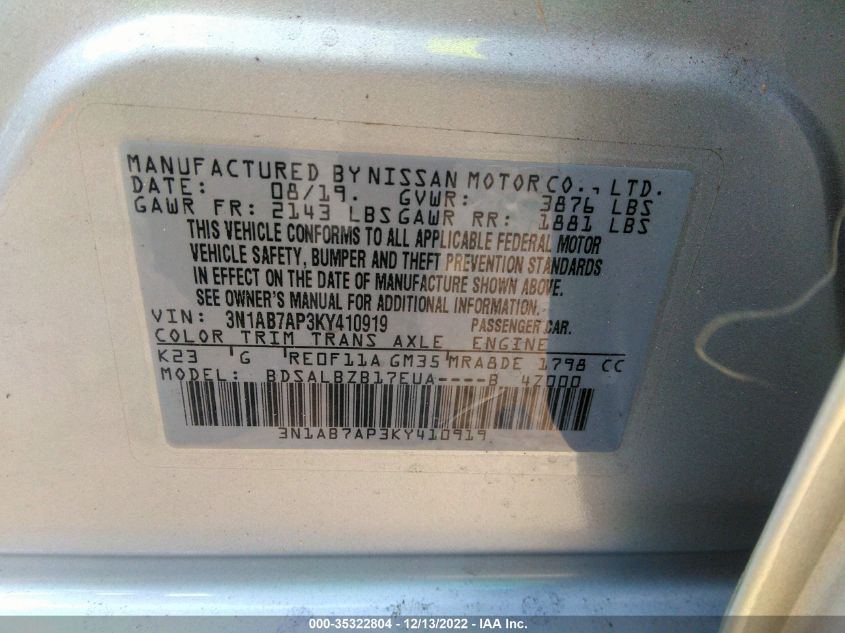 MANUFACTURED BY NISSAN MOTOR CO., LTD.
DATE: 08/19. GVWR: 3876 LBS
GAWR FR: 2143 LBS GAWR RR: 1881 LBS
THIS VEHICLE CONFORMS TO ALL APPLICABLE FEDERAL MOTOR
VEHICLE SAFETY, BUMPER AND THEFT PREVENTION STANDARDS
IN EFFECT ON THE DATE OF MANUFACTURE SHOWN ABOVE.
SEE OWNER'S MANUAL FOR ADDITIONAL INFORMATION.
VIN: 3N1AB7AP3KY410919 PASSENGER CAR.
COLOR TRIM TRANS AXLE ENGINE
K23 G RE0F11A GM35 MRA8DE 1798 CC
MODEL: BDSALBZB17EUA----B 47000
3N1AB7AP3KY410919
000-35322804 - 12/13/2022 - IAA Inc.